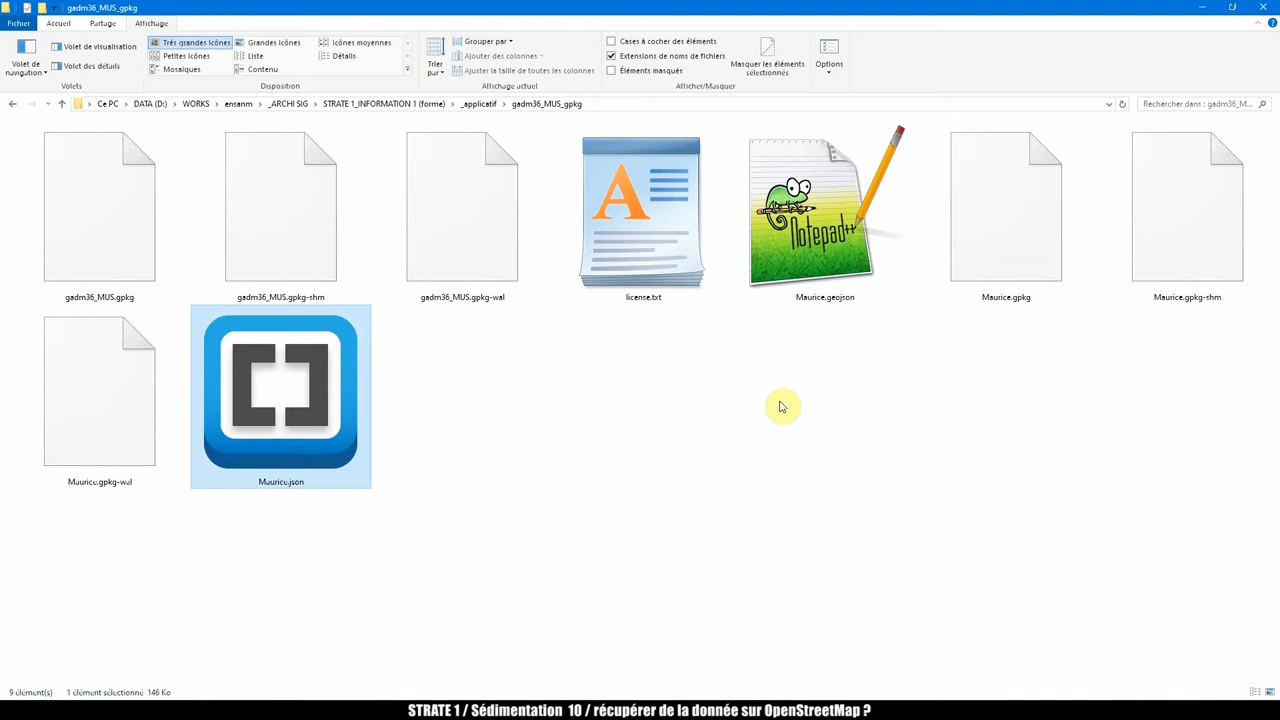 gadm36_MUS_gpkg
Fichier Accueil Partage Affichage
Volet de navigation
Volet de visualisation
Volet des détails
Volets
Très grandes icônes Grandes icônes Icônes moyennes
Petites icônes Liste Détails
Mosaïques Contenu
Disposition
Trier par
Grouper par
Ajouter des colonnes
Ajuster la taille de toutes les colonnes
Affichage actuel
Cases à cocher des éléments
Extensions de noms de fichiers
Éléments masqués
Masquer les éléments sélectionnés
Afficher/Masquer
Options
Ce PC > DATA (D:) > WORKS > ensanm > _ARCHI SIG > STRATE 1_INFORMATION 1 (forme) > _applicatif > gadm36_MUS_gpkg
Rechercher dans : gadm36_M...
A
Notepad++
gadm36_MUS.gpkg
gadm36_MUS.gpkg-shm
gadm36_MUS.gpkg-wal
license.txt
Maurice.geojson
Maurice.gpkg
Maurice.gpkg-shm
Maurice.gpkg-wal
Maurice.json
9 élément(s) 1 élément sélectionné 146 Ko
STRATE 1 / Sédimentation 10 / récupérer de la donnée sur OpenStreetMap ?